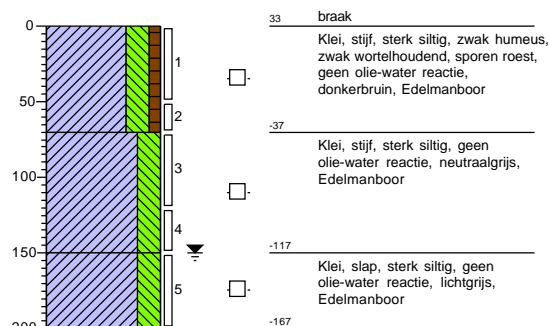 33 braak
0
Klei, stijf, sterk siltig, zwak humeus,
zwak wortelhoudend, sporen roest,
geen olie-water reactie,
donkerbruin, Edelmanboor
1
50
2
-37
Klei, stijf, sterk siltig, geen
olie-water reactie, neutraalgrijs,
Edelmanboor
3
100
4
150
-117
Klei, slap, sterk siltig, geen
olie-water reactie, lichtgrijs,
Edelmanboor
5
200
-167